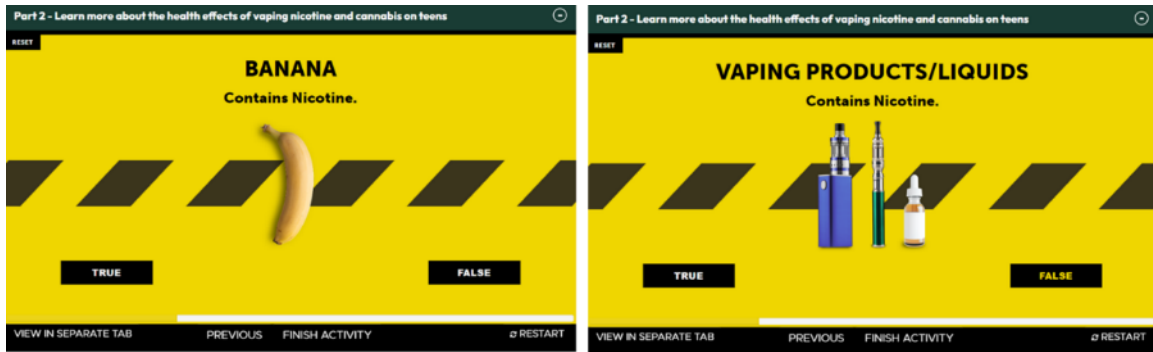 Part 2 - Learn more about the health effects of vaping nicotine and cannabis on teens
RESET
BANANA
Contains Nicotine.
TRUE
FALSE
VIEW IN SEPARATE TAB
PREVIOUS
FINISH ACTIVITY
RESTART
Part 2 - Learn more about the health effects of vaping nicotine and cannabis on teens
RESET
VAPING PRODUCTS/LIQUIDS
Contains Nicotine.
TRUE
FALSE
VIEW IN SEPARATE TAB
PREVIOUS
FINISH ACTIVITY
RESTART